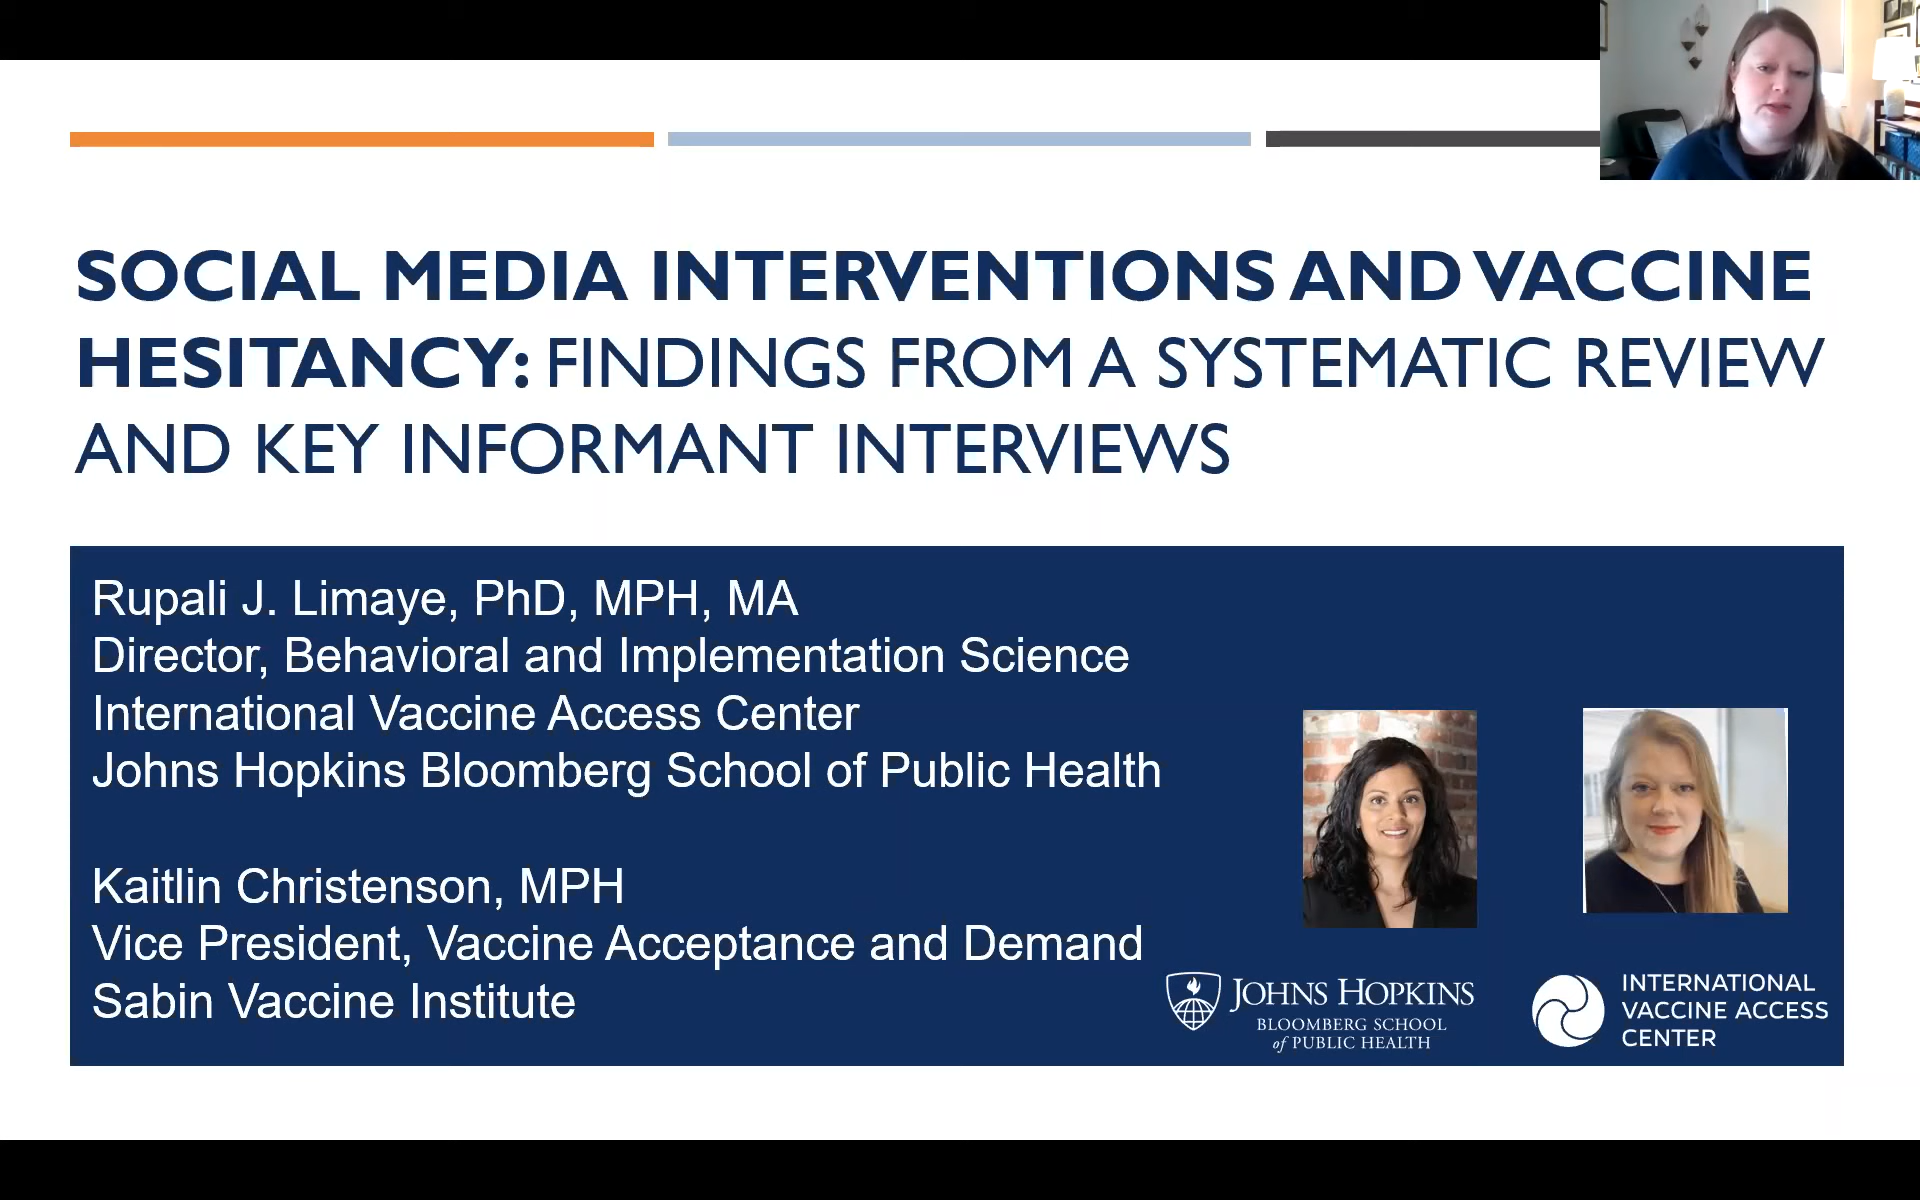 SOCIAL MEDIA INTERVENTIONS AND VACCINE
HESITANCY: FINDINGS FROM A SYSTEMATIC REVIEW
AND KEY INFORMANT INTERVIEWS
Rupali J. Limaye, PhD, MPH, MA
Director, Behavioral and Implementation Science
International Vaccine Access Center
Johns Hopkins Bloomberg School of Public Health
Kaitlin Christenson, MPH
Vice President, Vaccine Acceptance and Demand
Sabin Vaccine Institute
JOHNS HOPKINS
BLOOMBERG SCHOOL
of PUBLIC HEALTH
INTERNATIONAL
VACCINE ACCESS
CENTER